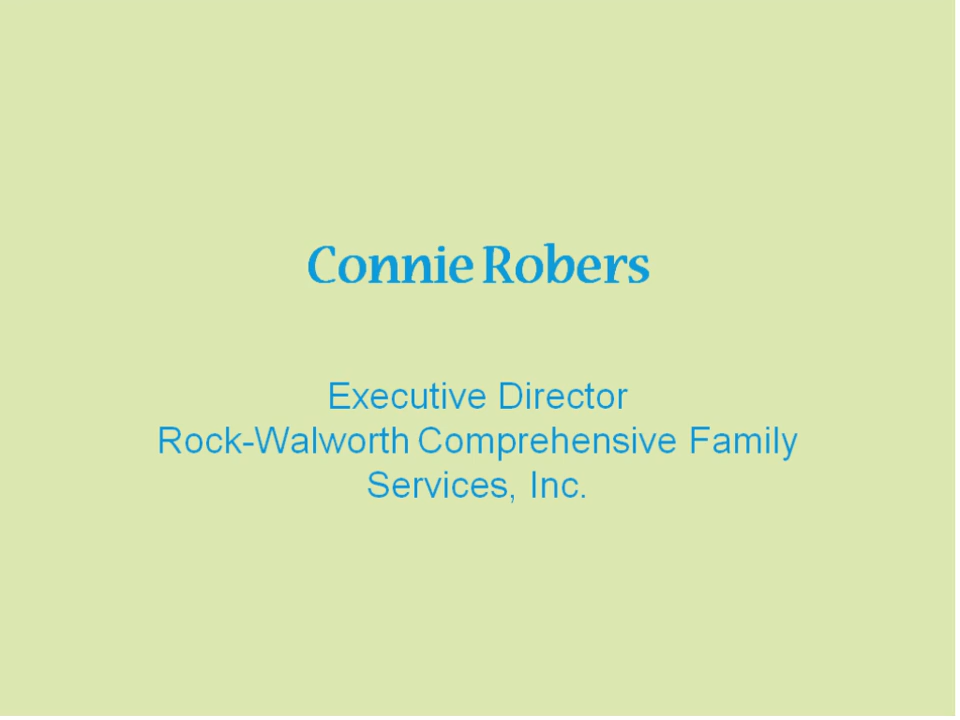 Connie Robers
Executive Director
Rock-Walworth Comprehensive Family
Services, Inc.